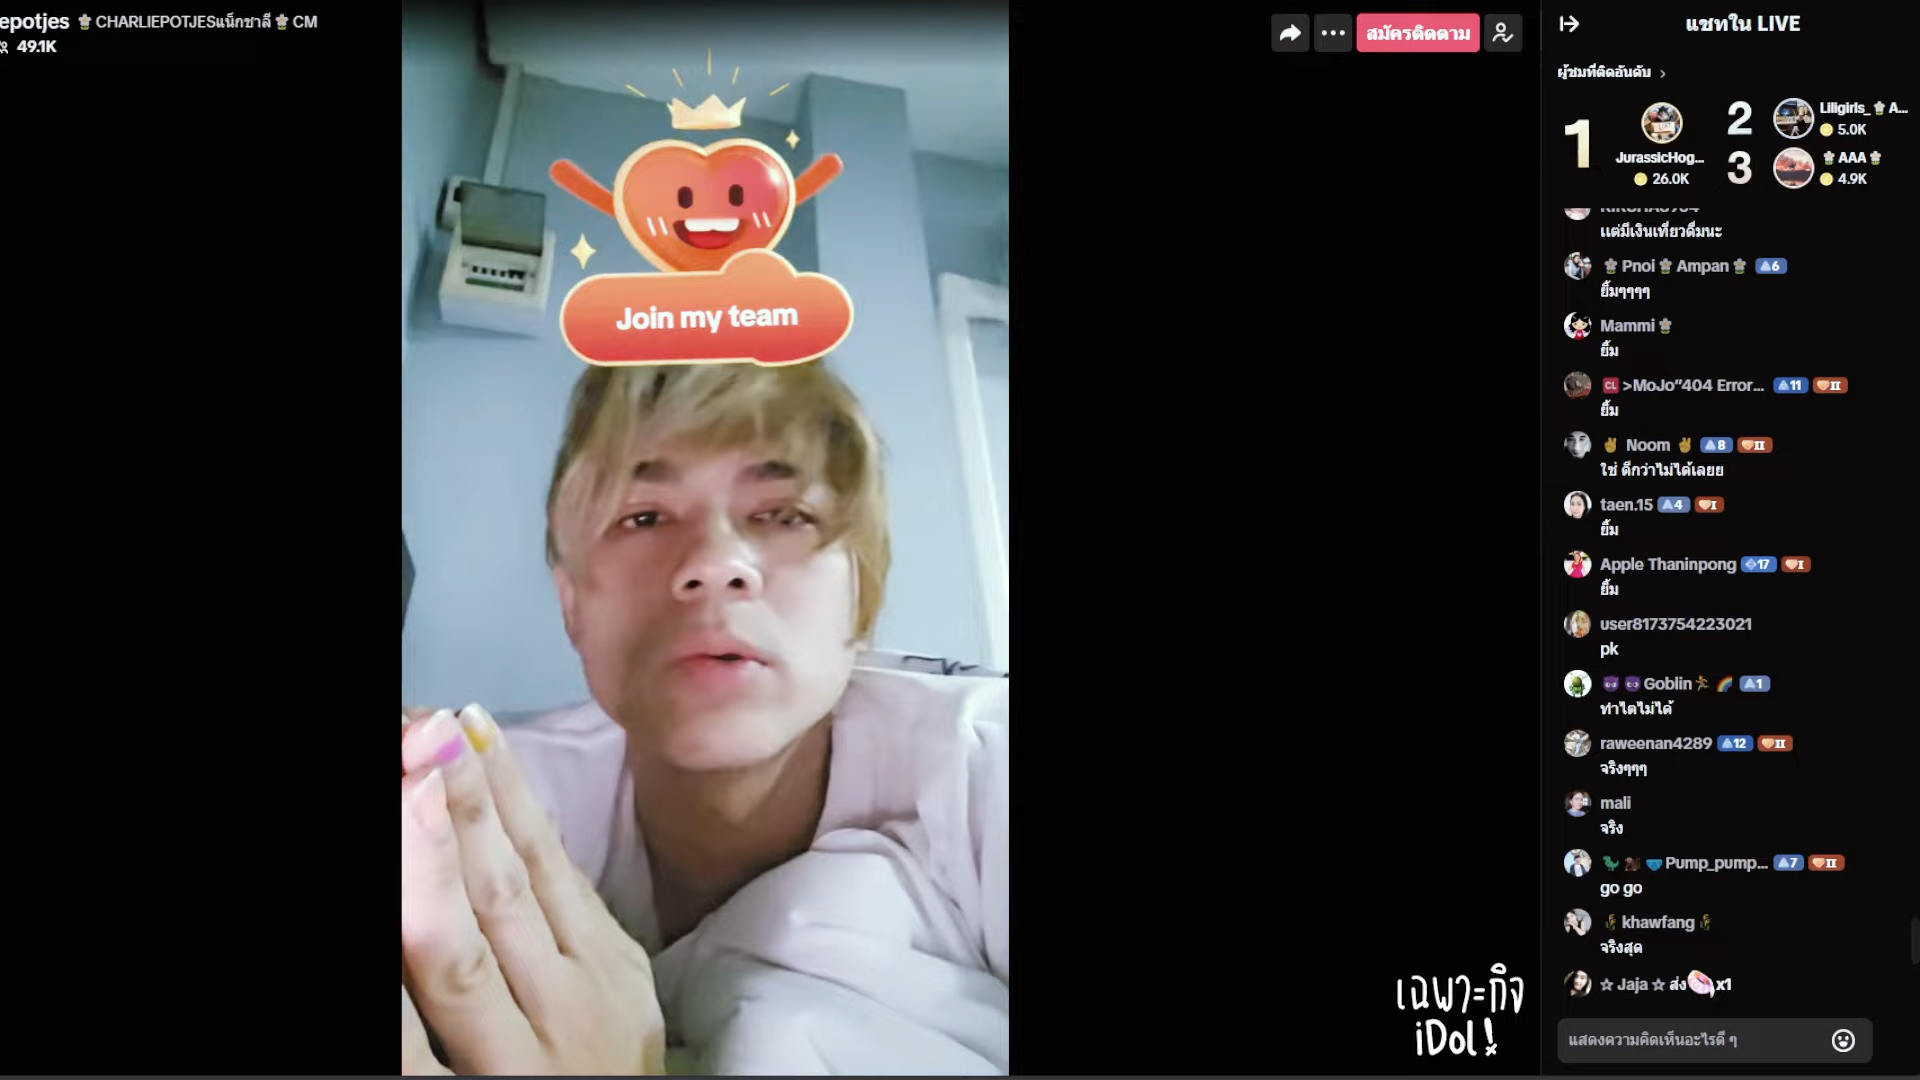 epotjes CHARLIEPOTJESแน็กชาลี CM
49.1K
สมัครติดตาม
Join my team
เฉพาะกิจ
iDol!
แชทใน LIVE
ผู้ชมที่ติดอันดับ
1
JurassicHog...
26.0K
2
Liligirls_ A...
5.0K
3
AAA
4.9K
แต่มีเงินเที่ยวดื่มนะ
Pnoi Ampan 6
ยิ้มๆๆๆๆ
Mammi
ยิ้ม
CL >MoJo"404 Error... 11 II
ยิ้ม
Noom 8 II
ใช่ ดีกว่าไม่ได้เลยย
taen.15 4 I
ยิ้ม
Apple Thaninpong 17 I
ยิ้ม
user8173754223021
pk
Goblin 1
ทำไดไม่ได้
raweenan4289 12 II
จริงๆๆๆ
mali
จริง
Pump_pump... 7 II
go go
khawfang
จริงสุด
☆ Jaja ☆ ส่ง x1
แสดงความคิดเห็นอะไรดี ๆ